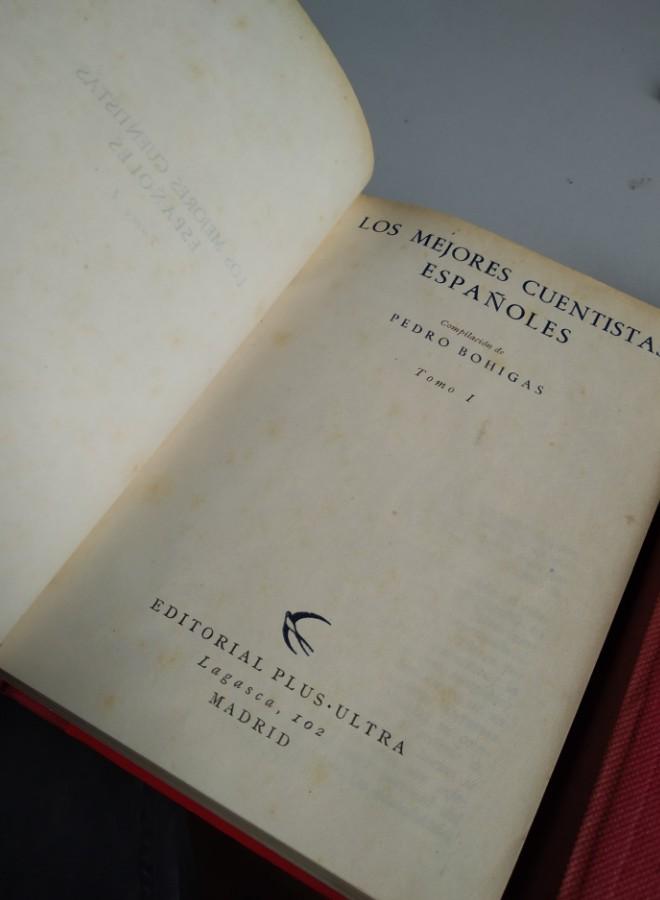 LOS MEJORES CUENTISTAS
ESPAÑOLES
Compilación de
PEDRO BOHIGAS
Tomo I
EDITORIAL PLUS·ULTRA
Lagasca, 102
MADRID